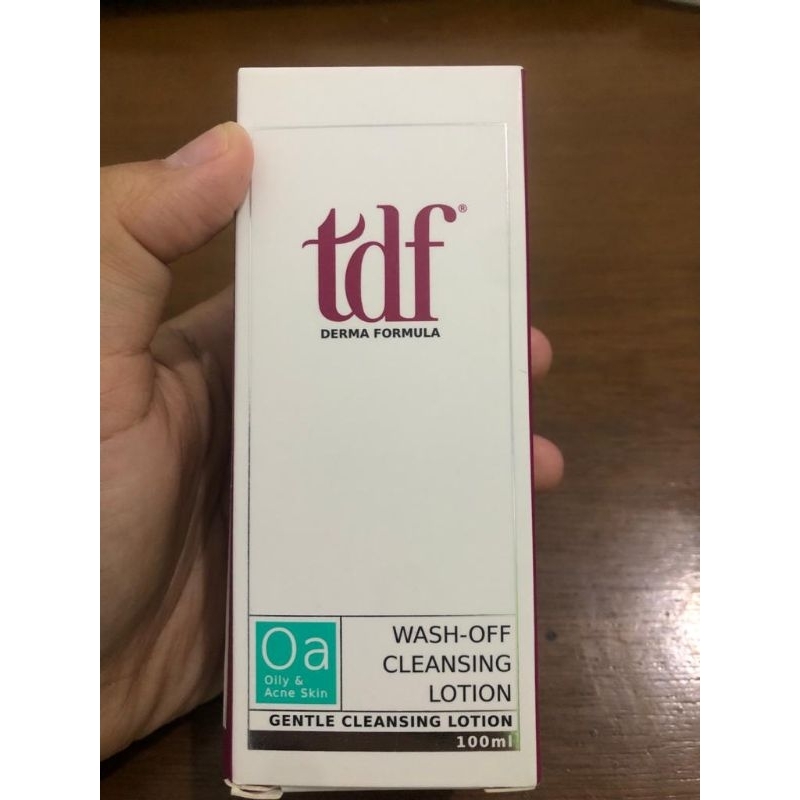 tdf®
DERMA FORMULA
Oa
Oily &
Acne Skin
WASH-OFF
CLEANSING
LOTION
GENTLE CLEANSING LOTION
100ml